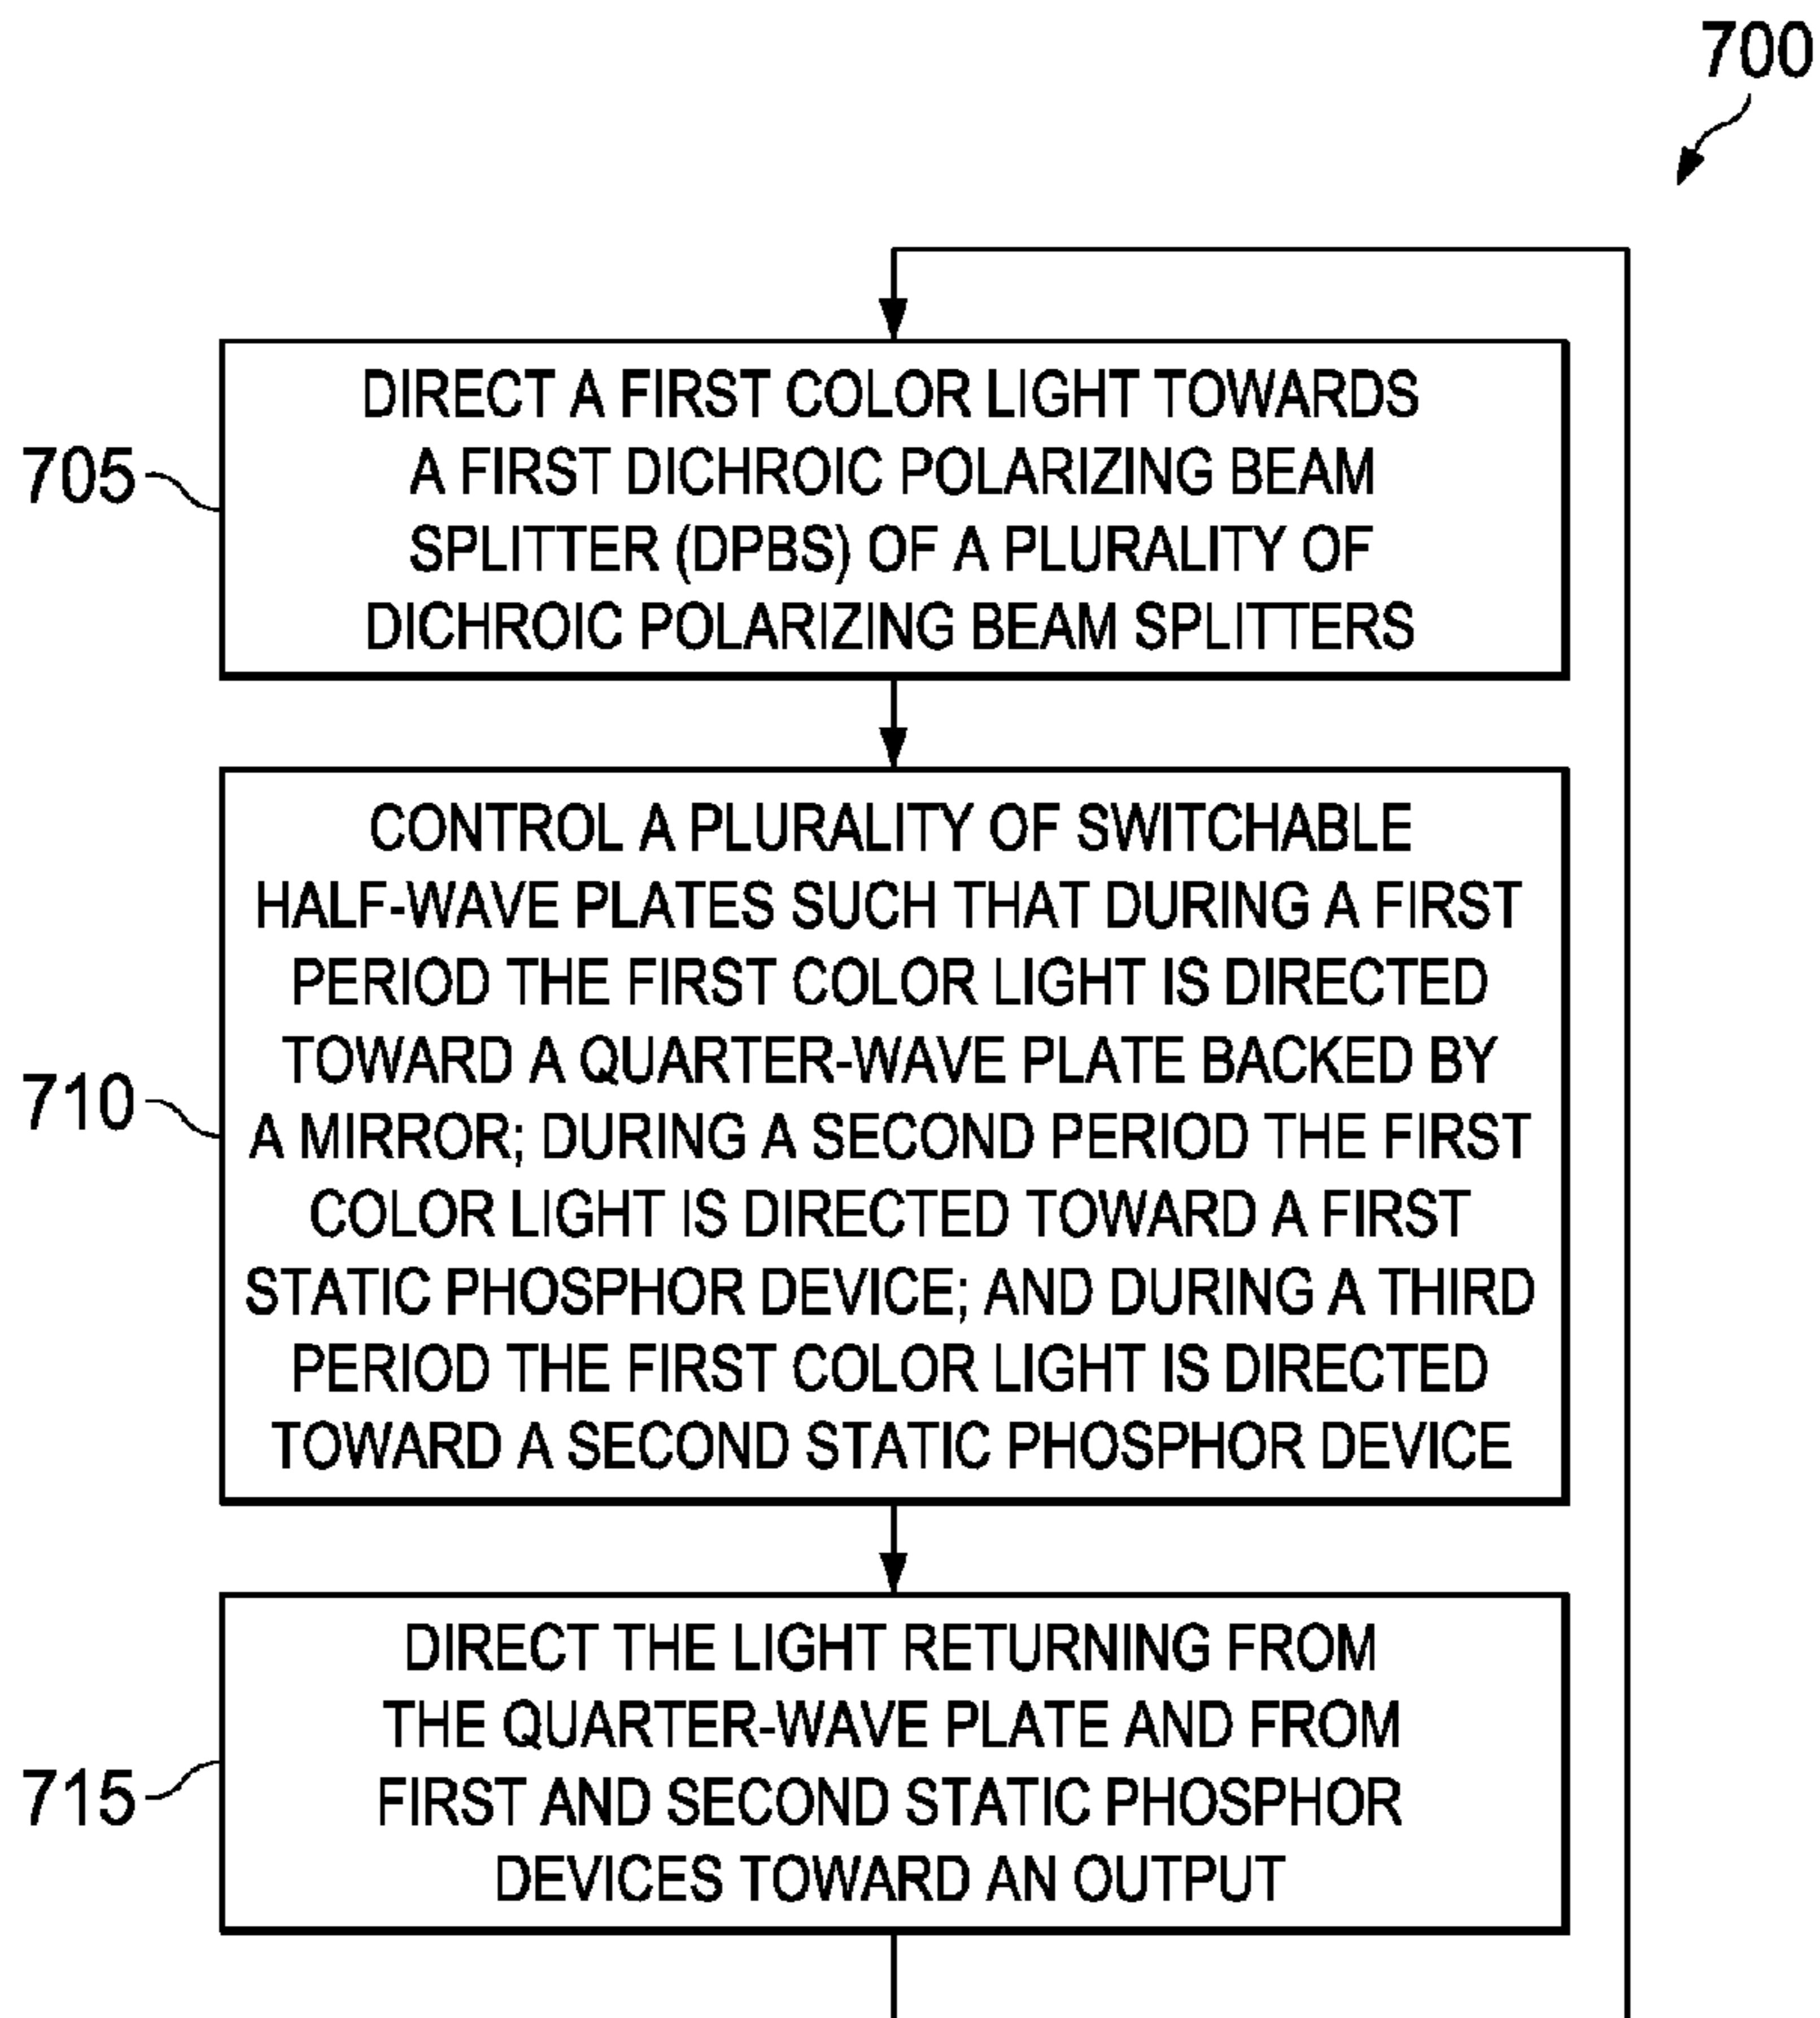 700
705
DIRECT A FIRST COLOR LIGHT TOWARDS
A FIRST DICHROIC POLARIZING BEAM
SPLITTER (DPBS) OF A PLURALITY OF
DICHROIC POLARIZING BEAM SPLITTERS
710
CONTROL A PLURALITY OF SWITCHABLE
HALF-WAVE PLATES SUCH THAT DURING A FIRST
PERIOD THE FIRST COLOR LIGHT IS DIRECTED
TOWARD A QUARTER-WAVE PLATE BACKED BY
A MIRROR; DURING A SECOND PERIOD THE FIRST
COLOR LIGHT IS DIRECTED TOWARD A FIRST
STATIC PHOSPHOR DEVICE; AND DURING A THIRD
PERIOD THE FIRST COLOR LIGHT IS DIRECTED
TOWARD A SECOND STATIC PHOSPHOR DEVICE
715
DIRECT THE LIGHT RETURNING FROM
THE QUARTER-WAVE PLATE AND FROM
FIRST AND SECOND STATIC PHOSPHOR
DEVICES TOWARD AN OUTPUT